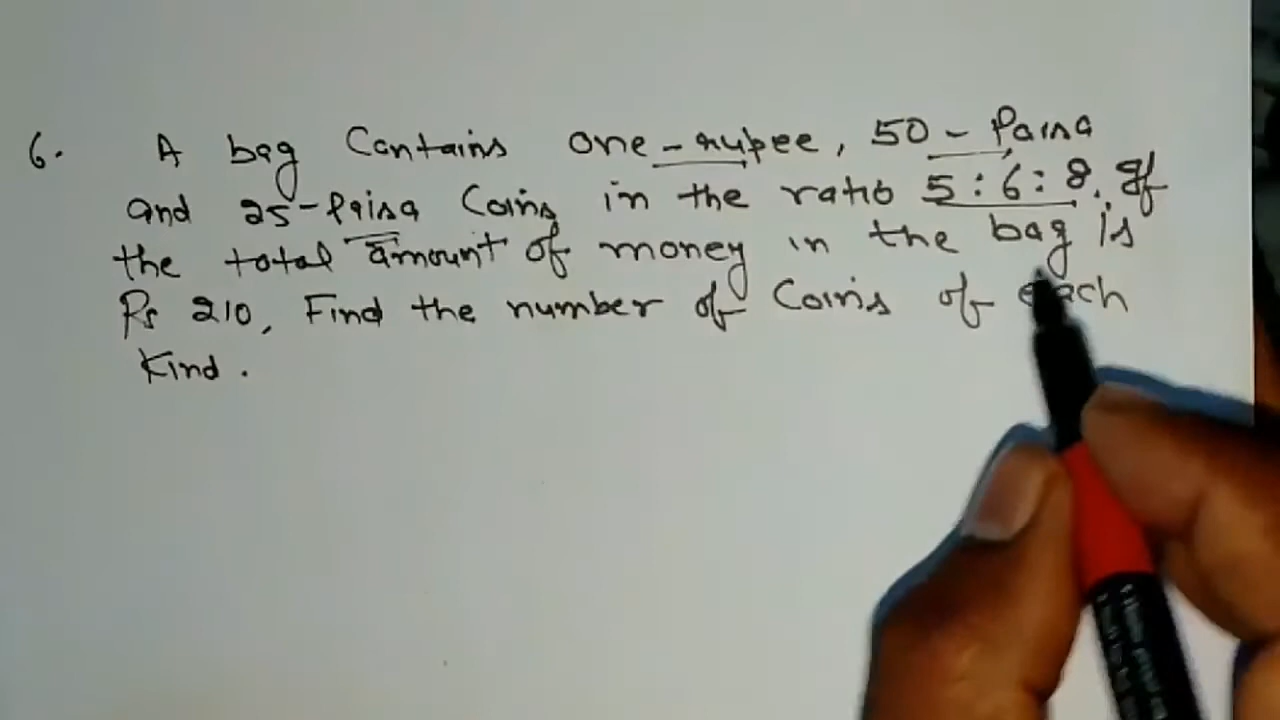 6. A bag Contains one-rupee, 50-Paisa
and 25-Paisa Coins in the ratio 5:6:8. If
the total amount of money in the bag is
Rs 210, Find the number of Coins of each
Kind.